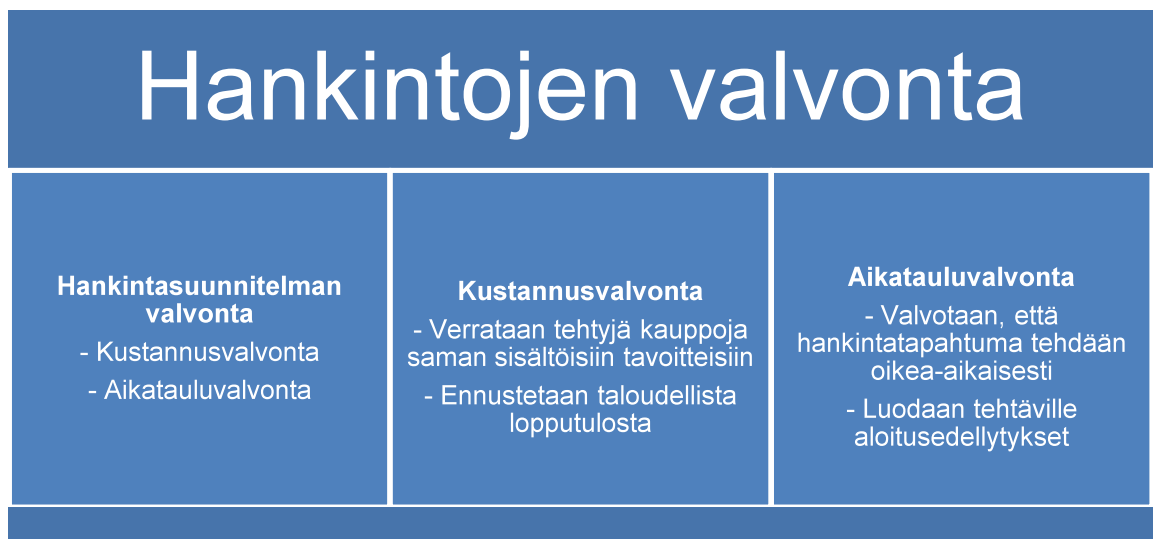 Hankintojen valvonta
Hankintasuunnitelman
valvonta
- Kustannusvalvonta
- Aikatauluvalvonta
Kustannusvalvonta
- Verrataan tehtyjä kauppoja
saman sisältöisiin tavoitteisiin
- Ennustetaan taloudellista
lopputulosta
Aikatauluvalvonta
- Valvotaan, että
hankintatapahtuma tehdään
oikea-aikaisesti
- Luodaan tehtäville
aloitusedellytykset